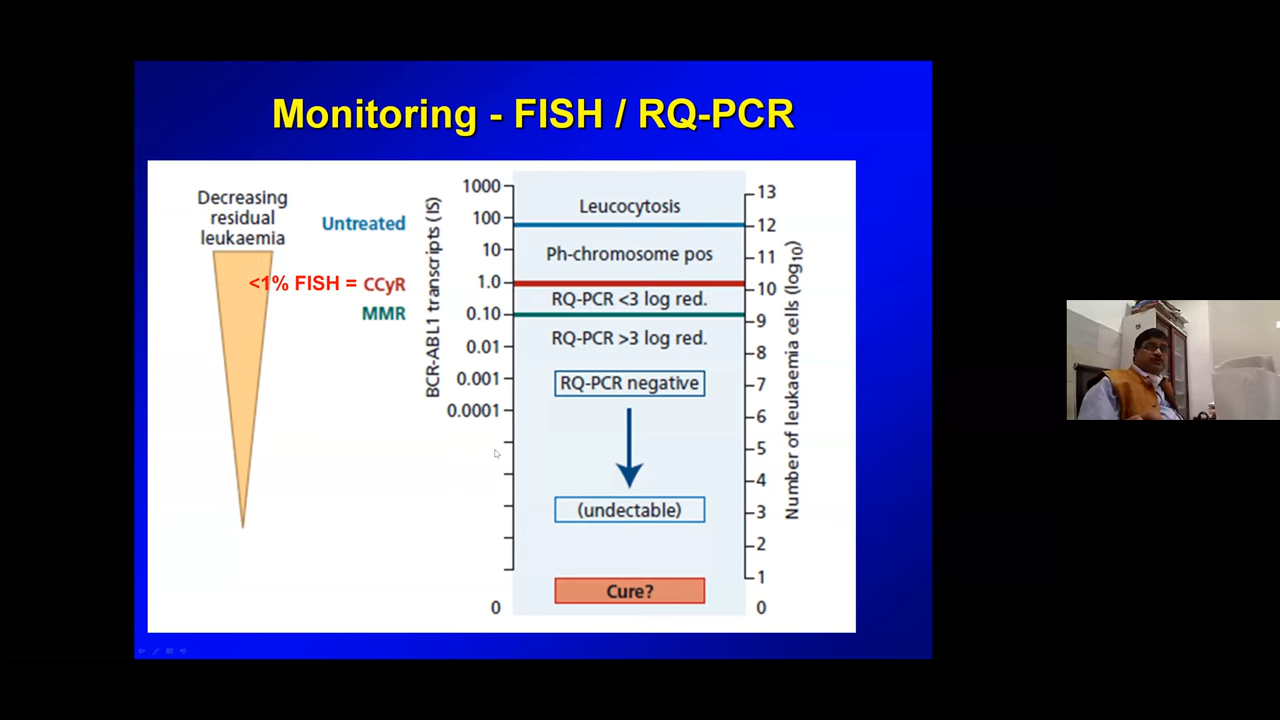 Monitoring - FISH / RQ-PCR
Decreasing
residual
leukaemia
Untreated
<1% FISH = CCyR
MMR
BCR-ABL1 transcripts (IS)
1000
100
10
1.0
0.10
0.01
0.001
0.0001
0
Leucocytosis
Ph-chromosome pos
RQ-PCR <3 log red.
RQ-PCR >3 log red.
RQ-PCR negative
(undectable)
Cure?
13
12
11
10
9
8
7
6
5
4
3
2
1
0
Number of leukaemia cells (log10)